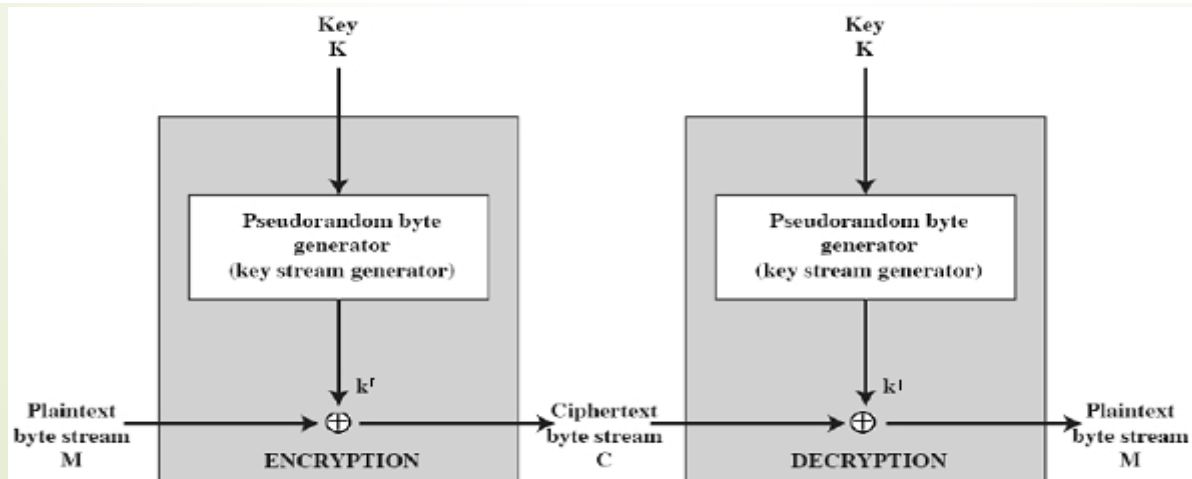 Key
K
Key
K
Pseudorandom byte
generator
(key stream generator)
Pseudorandom byte
generator
(key stream generator)
k
k
Plaintext
byte stream
M
⊕
Ciphertext
byte stream
C
⊕
Plaintext
byte stream
M
ENCRYPTION
DECRYPTION